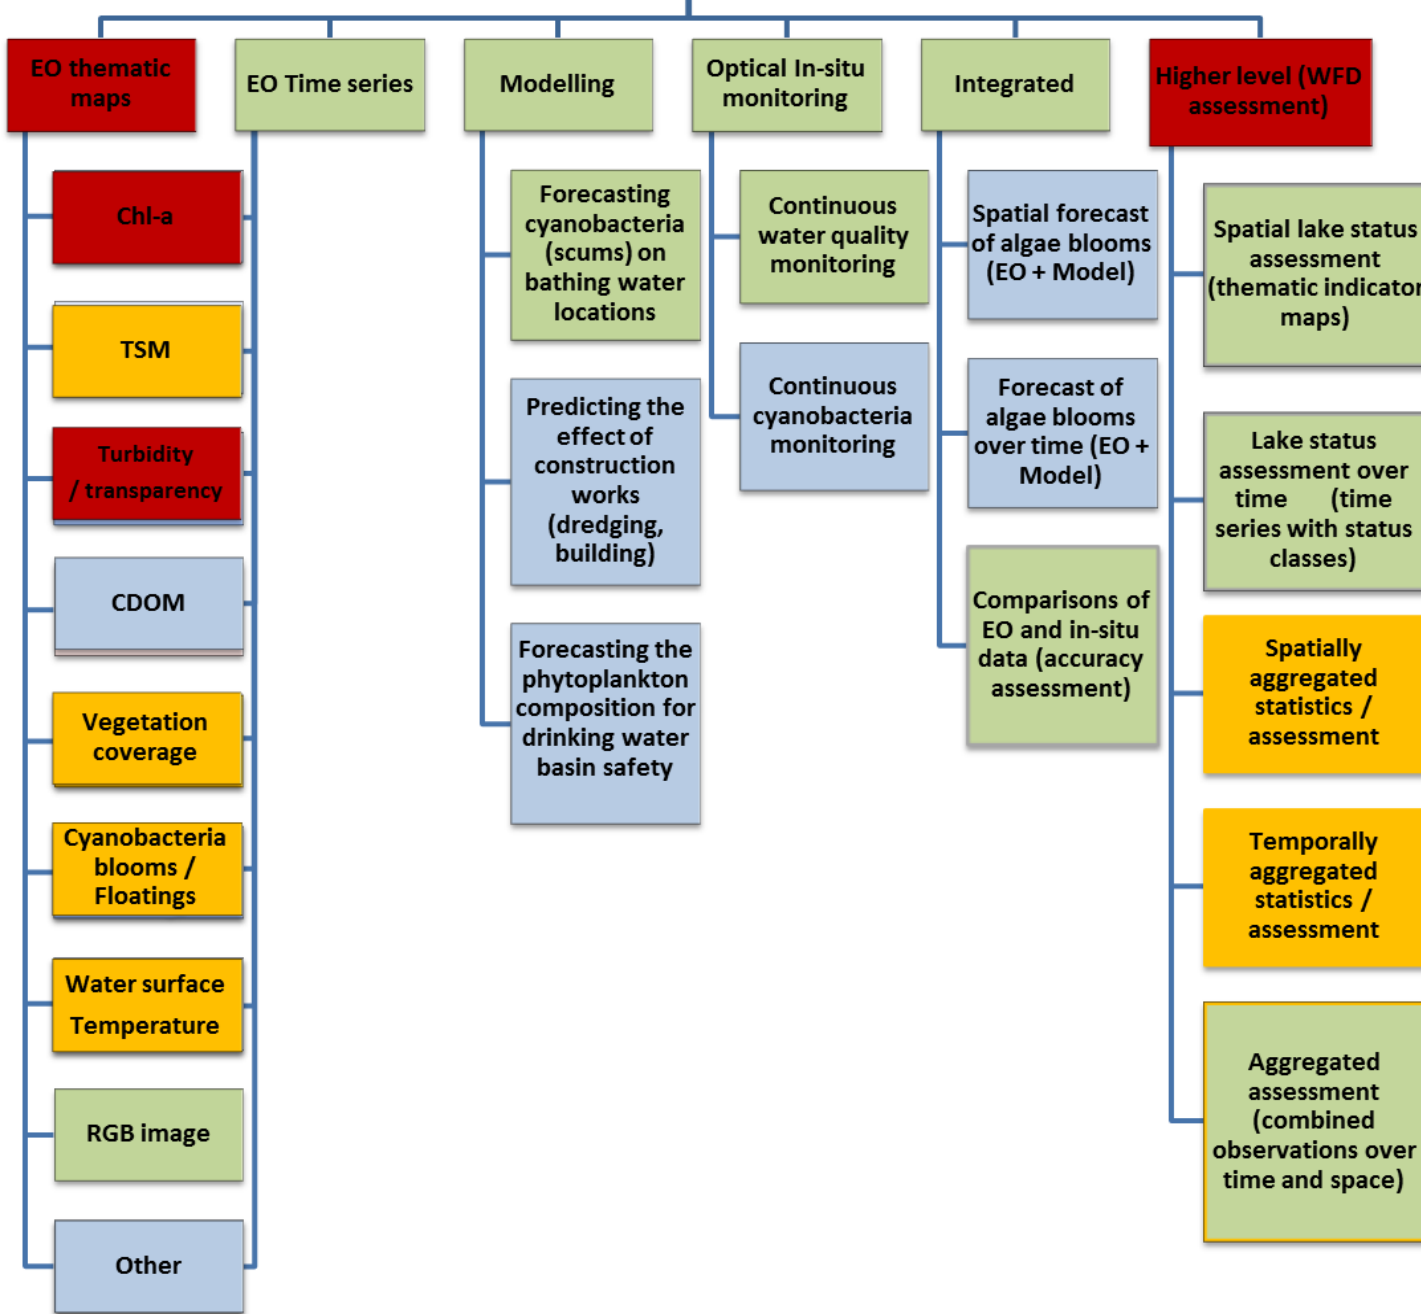 EO thematic
maps
EO Time series
Modelling
Optical In-situ
monitoring
Integrated
Higher level (WFD
assessment)
Chl-a
TSM
Turbidity
/ transparency
CDOM
Vegetation
coverage
Cyanobacteria
blooms /
Floatings
Water surface
Temperature
RGB image
Other
Forecasting
cyanobacteria
(scums) on
bathing water
locations
Predicting the
effect of
construction
works
(dredging,
building)
Forecasting the
phytoplankton
composition for
drinking water
basin safety
Continuous
water quality
monitoring
Continuous
cyanobacteria
monitoring
Spatial forecast
of algae blooms
(EO + Model)
Forecast of
algae blooms
over time (EO +
Model)
Comparisons of
EO and in-situ
data (accuracy
assessment)
Spatial lake status
assessment
(thematic indicator
maps)
Lake status
assessment over
time (time
series with status
classes)
Spatially
aggregated
statistics /
assessment
Temporally
aggregated
statistics /
assessment
Aggregated
assessment
(combined
observations over
time and space)